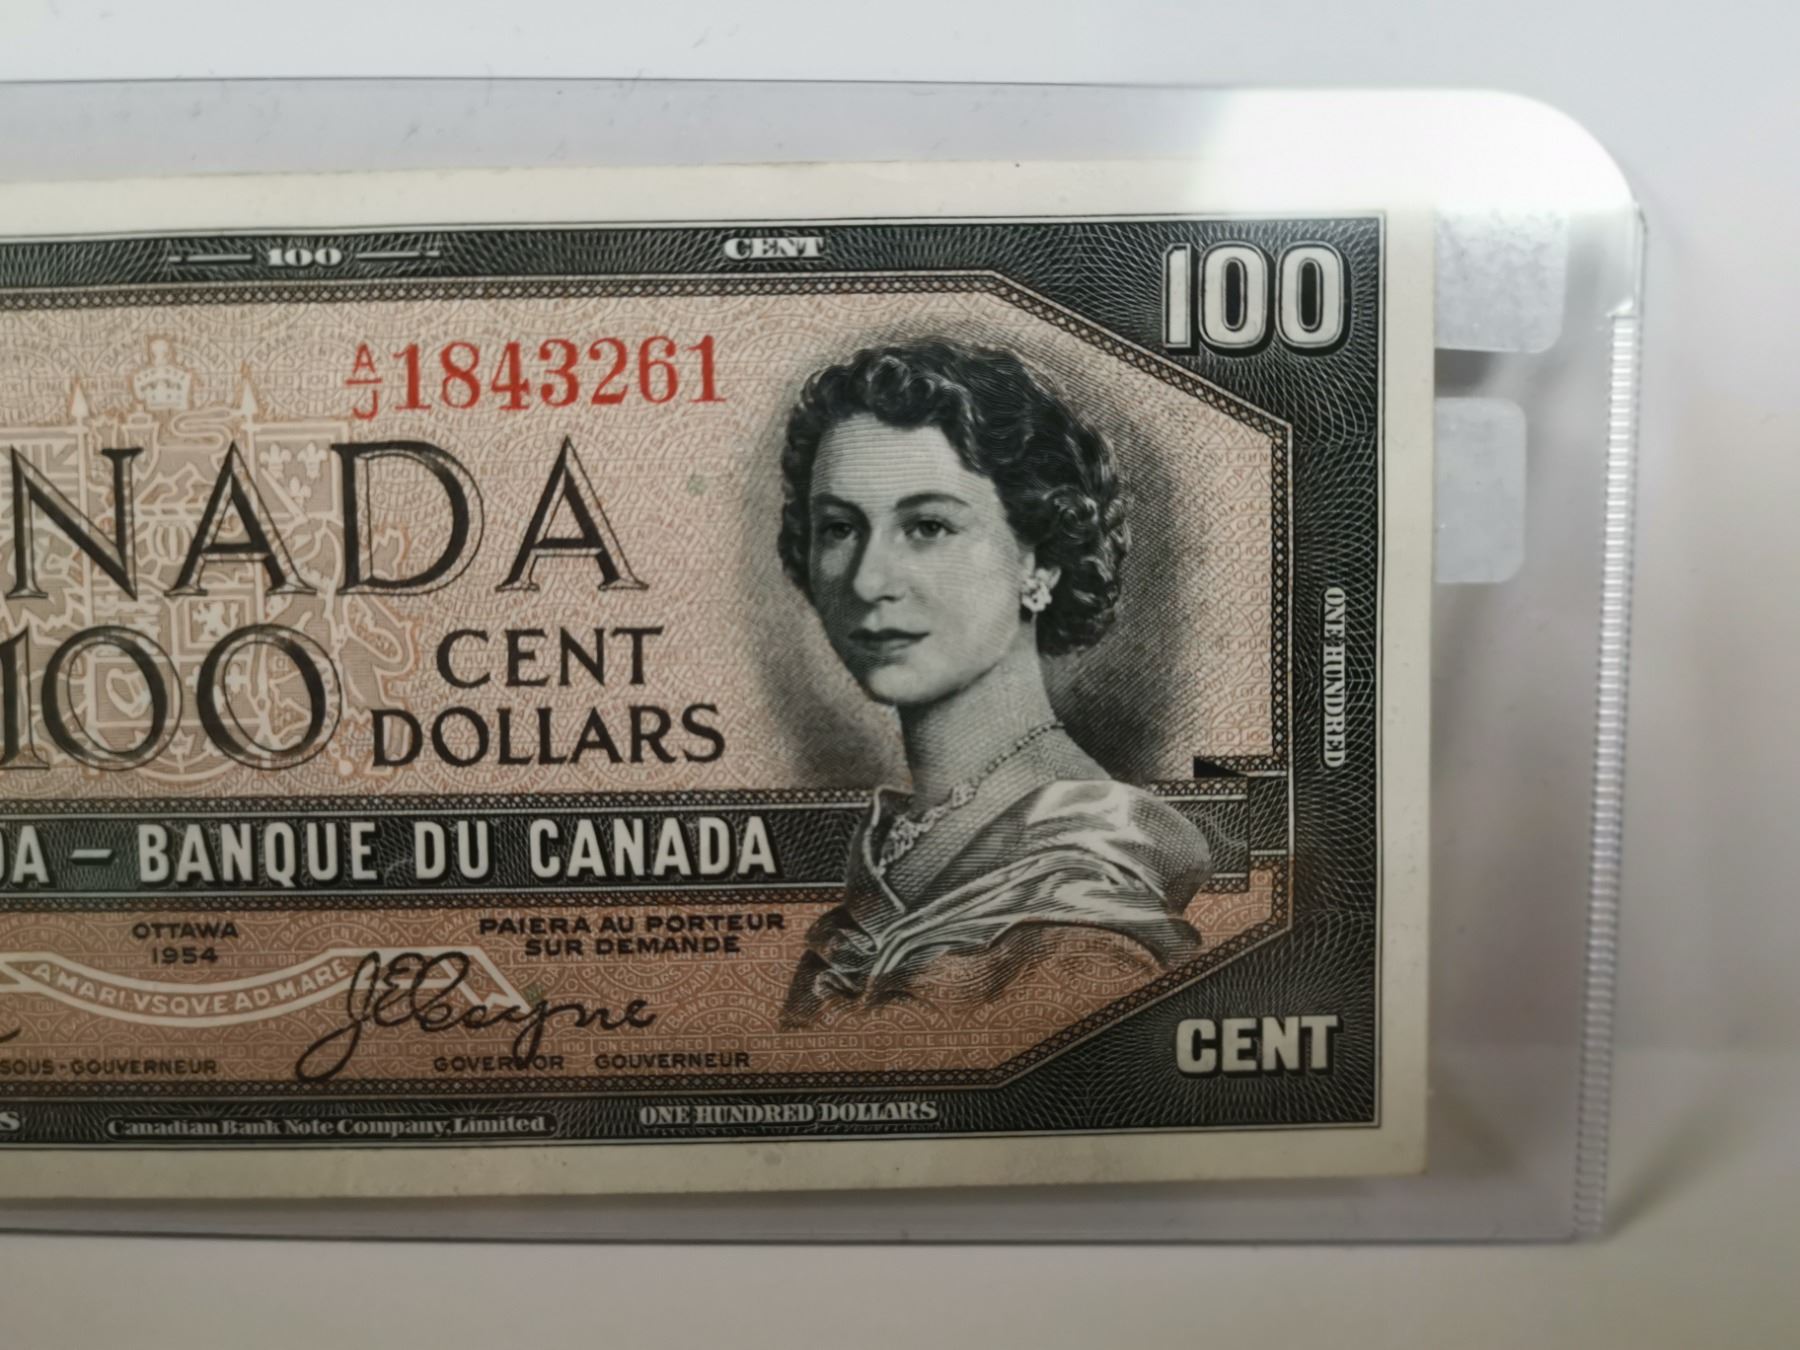 100 CENT 100
A/J 1843261
NADA
100 CENT
DOLLARS
ONE HUNDRED
DA – BANQUE DU CANADA
OTTAWA
1954
PAIERA AU PORTEUR
SUR DEMANDE
A MARI VSQVE AD MARE
J E Coyne
SOUS-GOUVERNEUR
GOVERNOR GOUVERNEUR
CENT
S
Canadian Bank Note Company, Limited.
ONE HUNDRED DOLLARS